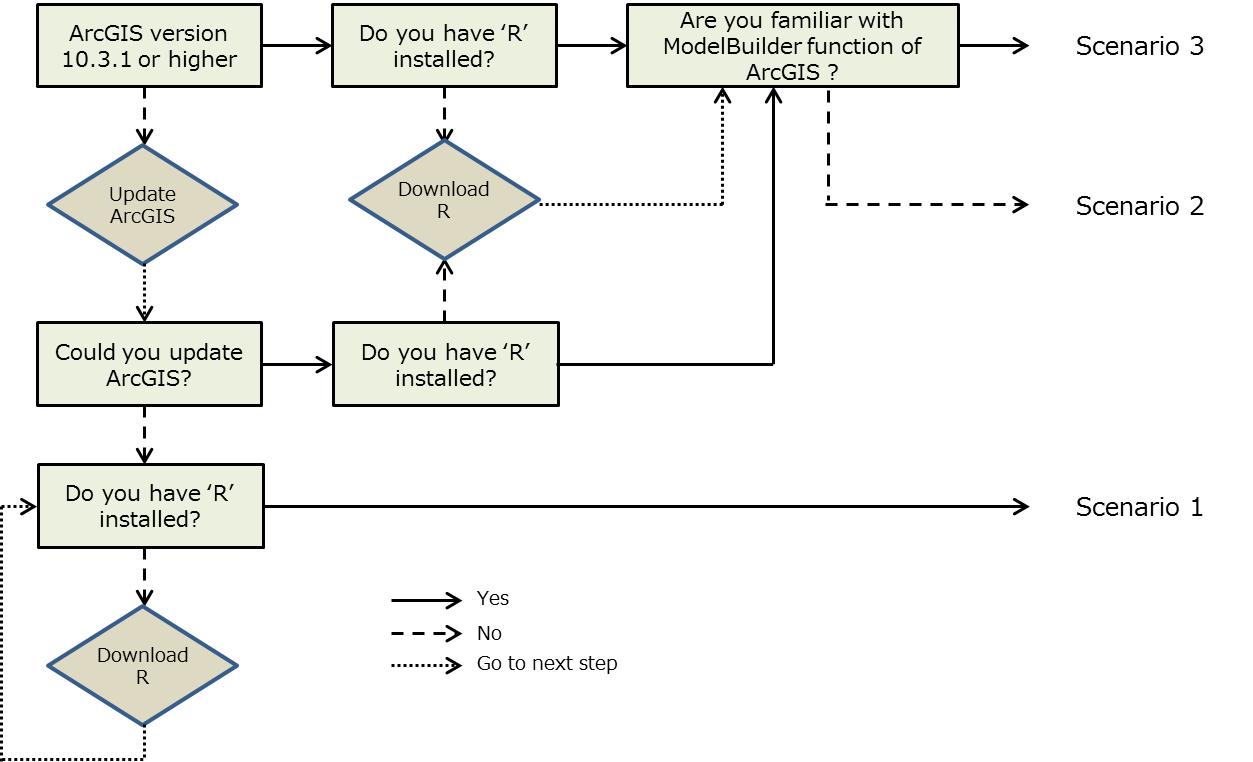 ArcGIS version
10.3.1 or higher
Do you have ‘R’
installed?
Are you familiar with
ModelBuilder function of
ArcGIS ?
Scenario 3
Update
ArcGIS
Download
R
Scenario 2
Could you update
ArcGIS?
Do you have ‘R’
installed?
Do you have ‘R’
installed?
Scenario 1
Download
R
Yes
No
Go to next step